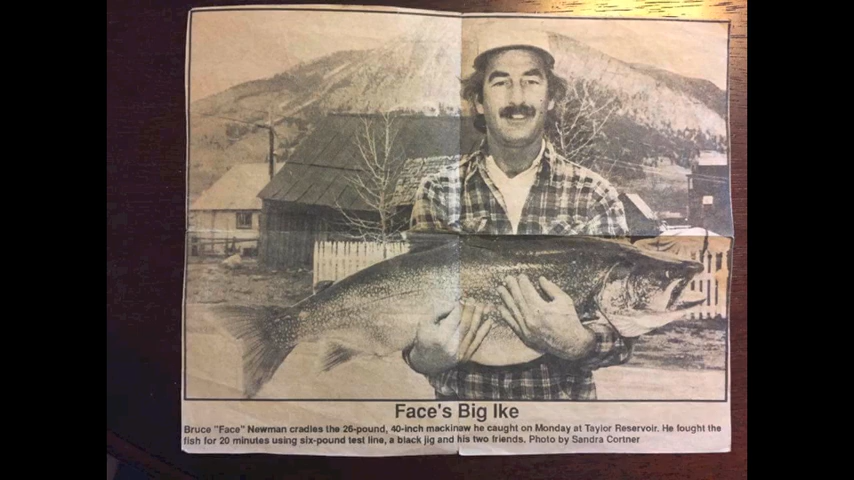 Face's Big Ike
Bruce "Face" Newman cradles the 26-pound, 40-inch mackinaw he caught on Monday at Taylor Reservoir. He fought the
fish for 20 minutes using six-pound test line, a black jig and his two friends. Photo by Sandra Cortner